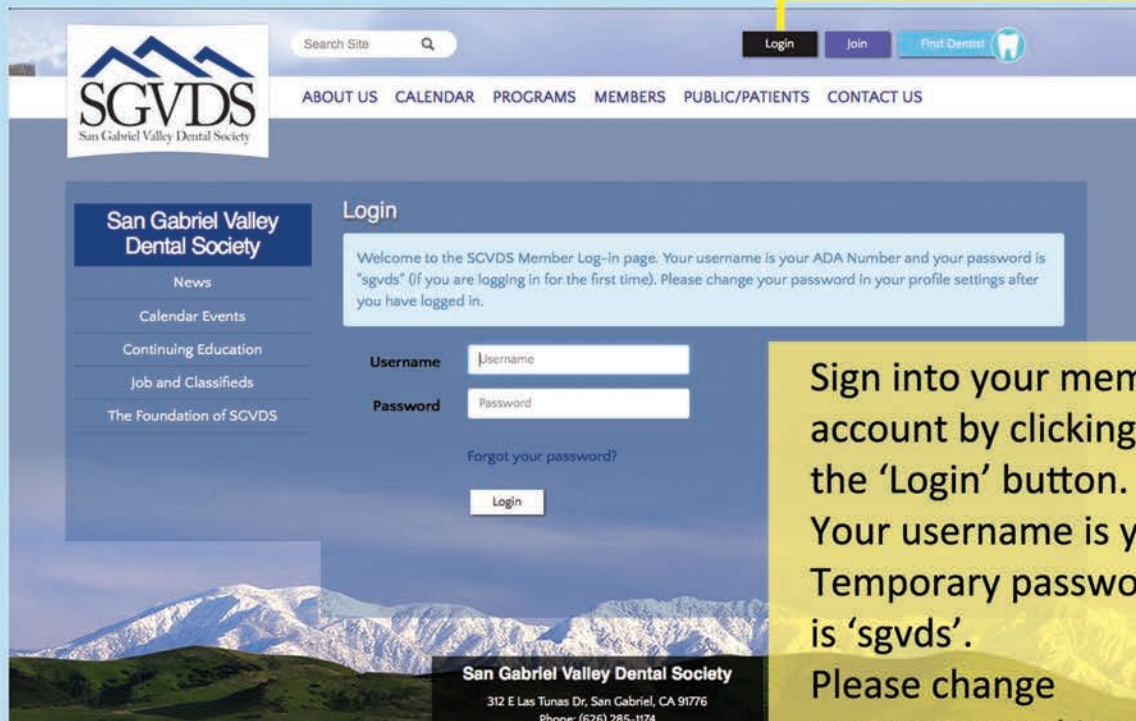 Search Site
Login
Join
Find Dentist
SGVDS
San Gabriel Valley Dental Society
ABOUT US CALENDAR PROGRAMS MEMBERS PUBLIC/PATIENTS CONTACT US
San Gabriel Valley
Dental Society
News
Calendar Events
Continuing Education
Job and Classifieds
The Foundation of SGVDS
Login
Welcome to the SGVDS Member Log-in page. Your username is your ADA Number and your password is
"sgvds" (if you are logging in for the first time). Please change your password in your profile settings after
you have logged in.
Username
Username
Password
Password
Forgot your password?
Login
Sign into your mem
account by clicking
the ‘Login’ button.
Your username is y
Temporary passwo
is ‘sgvds’.
Please change
San Gabriel Valley Dental Society
312 E Las Tunas Dr, San Gabriel, CA 91776
Phone: (626) 285-1174